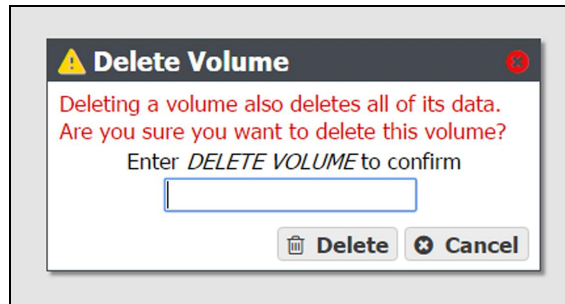 Delete Volume
Deleting a volume also deletes all of its data.
Are you sure you want to delete this volume?
Enter DELETE VOLUME to confirm
Delete Cancel